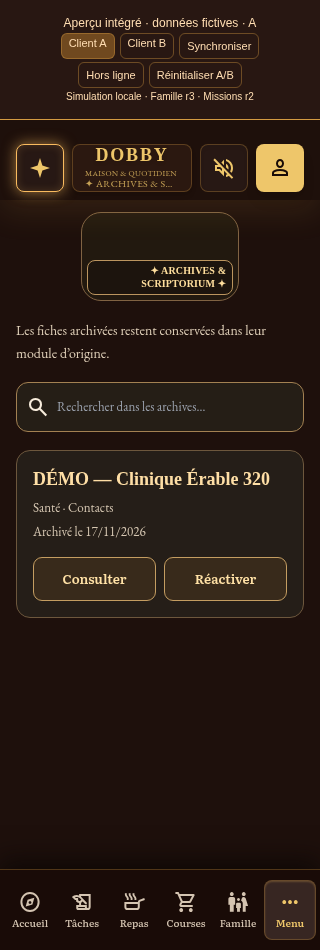 Aperçu intégré · données fictives · A
Client A
Client B
Synchroniser
Hors ligne
Réinitialiser A/B
Simulation locale · Famille r3 · Missions r2
DOBBY
MAISON & QUOTIDIEN
✦ ARCHIVES & S...
✦ ARCHIVES &
SCRIPTORIUM ✦
Les fiches archivées restent conservées dans leur
module d’origine.
Rechercher dans les archives...
DÉMO — Clinique Érable 320
Santé · Contacts
Archivé le 17/11/2026
Consulter
Réactiver
Accueil
Tâches
Repas
Courses
Famille
Menu